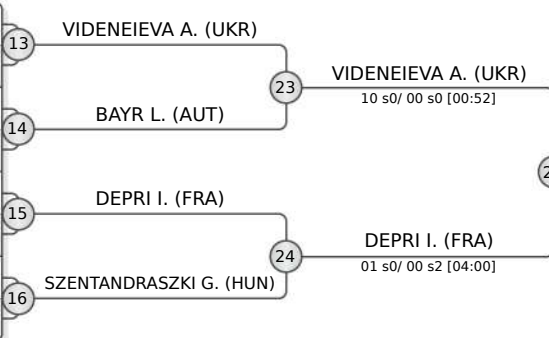 VIDENEIEVA A. (UKR)
13
23
VIDENEIEVA A. (UKR)
10 s0/ 00 s0 [00:52]
BAYR L. (AUT)
14
DEPRI I. (FRA)
15
24
DEPRI I. (FRA)
01 s0/ 00 s2 [04:00]
SZENTANDRASZKI G. (HUN)
16